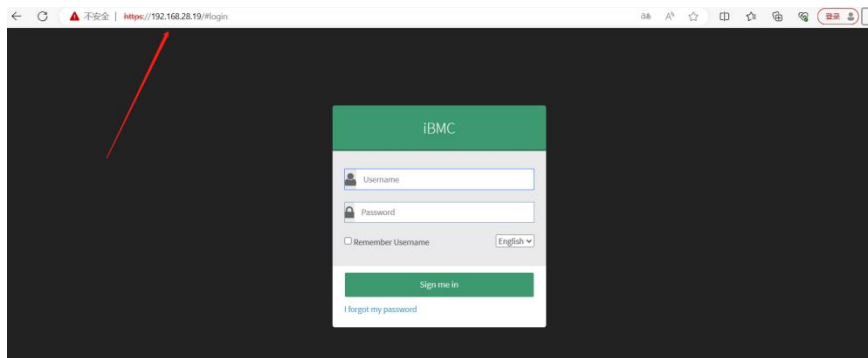 不安全 | https://192.168.28.19/#login
登录
iBMC
Username
Password
Remember Username
English
Sign me in
I forgot my password